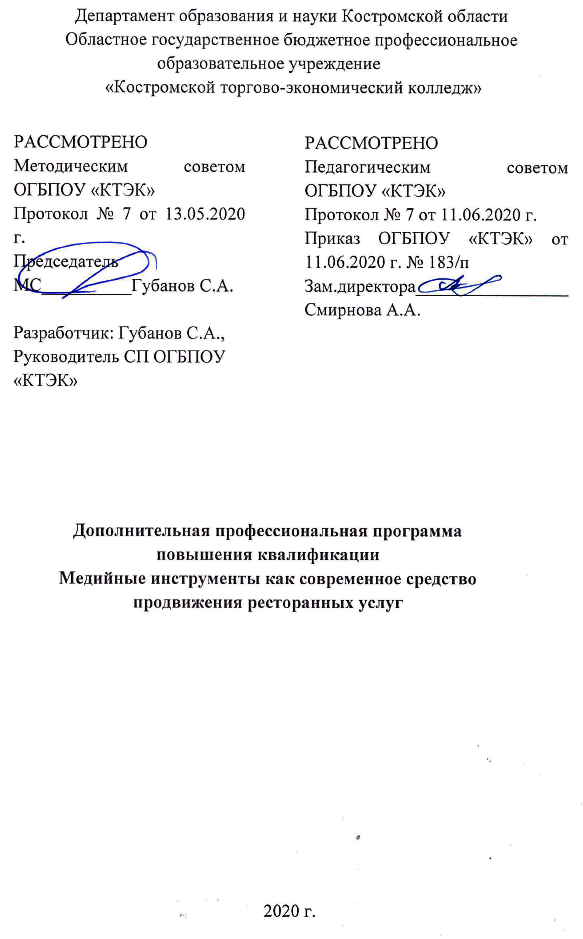 Департамент образования и науки Костромской области
Областное государственное бюджетное профессиональное
образовательное учреждение
«Костромской торгово-экономический колледж»
РАССМОТРЕНО
Методическим советом
ОГБПОУ «КТЭК»
Протокол № 7 от 13.05.2020
г.
Председатель
МС__________Губанов С.А.
Разработчик: Губанов С.А.,
Руководитель СП ОГБПОУ
«КТЭК»
РАССМОТРЕНО
Педагогическим советом
ОГБПОУ «КТЭК»
Протокол № 7 от 11.06.2020 г.
Приказ ОГБПОУ «КТЭК» от
11.06.2020 г. № 183/п
Зам.директора_________________
Смирнова А.А.
Дополнительная профессиональная программа
повышения квалификации
Медийные инструменты как современное средство
продвижения ресторанных услуг
2020 г.